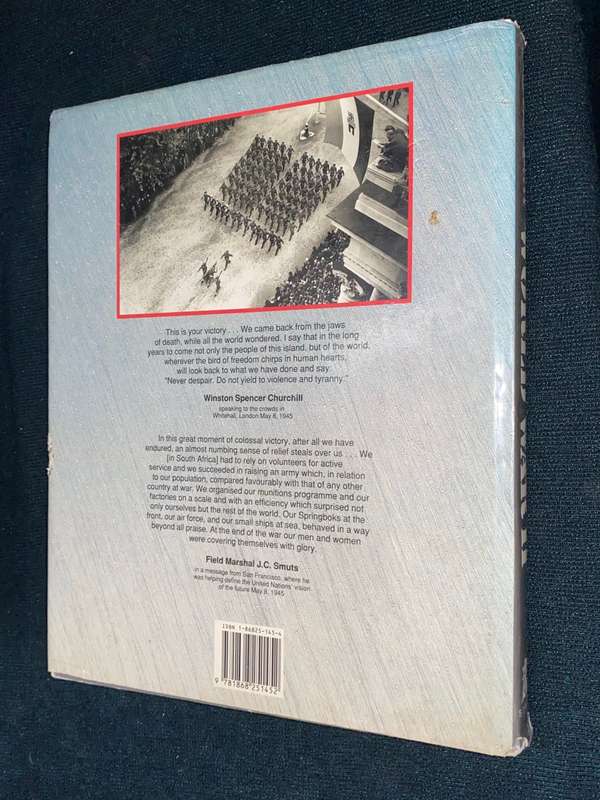 This is your victory . . . We came back from the jaws
of death, while all the world wondered. I say that in the long
years to come not only the people of this island, but of the world,
wherever the bird of freedom chirps in human hearts,
will look back to what we have done and say
"Never despair. Do not yield to violence and tyranny."
Winston Spencer Churchill
speaking to the crowds in
Whitehall, London May 8, 1945
In this great moment of colossal victory, after all we have
endured, an almost numbing sense of relief steals over us . . . We
[in South Africa] had to rely on volunteers for active
service and we succeeded in raising an army which, in relation
to our population, compared favourably with that of any other
country at war. We organised our munitions programme and our
factories on a scale and with an efficiency which surprised not
only ourselves but the rest of the world. Our Springboks at the
front, our air force, and our small ships at sea, behaved in a way
beyond all praise. At the end of the war our men and women
were covering themselves with glory.
Field Marshal J.C. Smuts
in a message from San Francisco, where he
was helping define the United Nations' vision
of the future May 8, 1945
ISBN 1-86825-145-4
9 781868 251452
WORLD WAR II